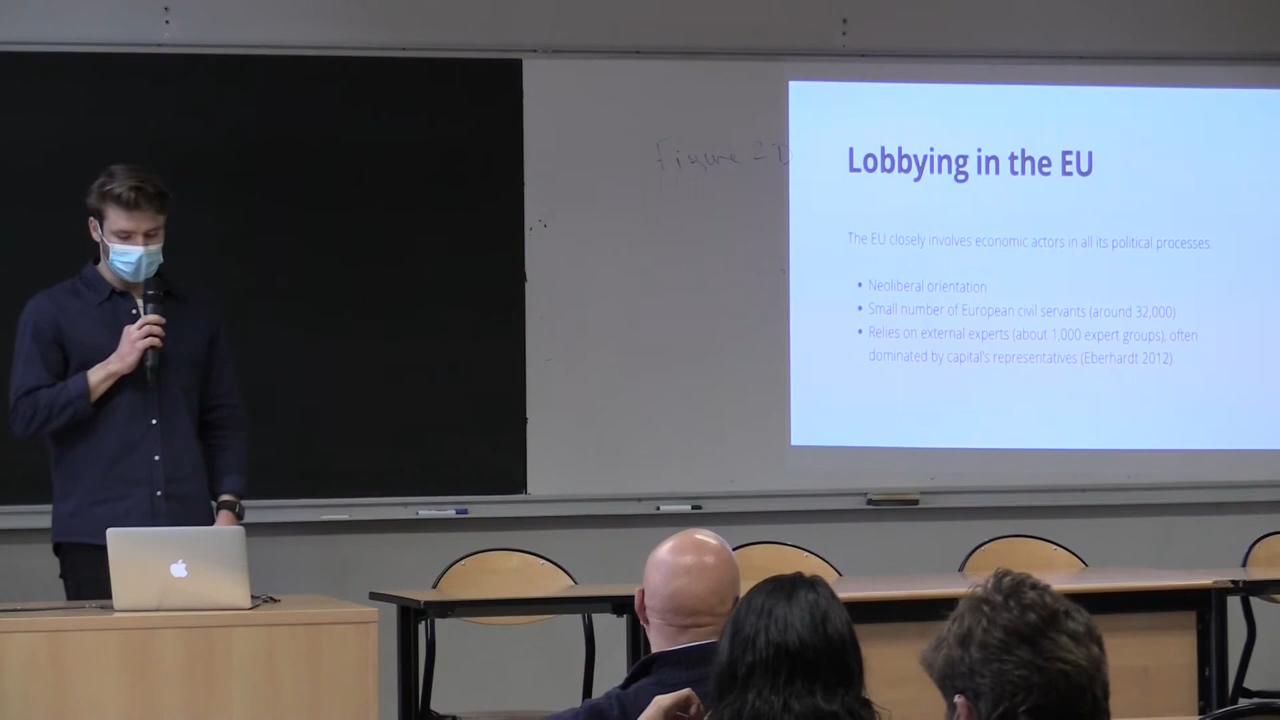 Figure 2
Lobbying in the EU
The EU closely involves economic actors in all its political processes.
• Neoliberal orientation
• Small number of European civil servants (around 32,000)
• Relies on external experts (about 1,000 expert groups), often
dominated by capital's representatives (Eberhardt 2012).